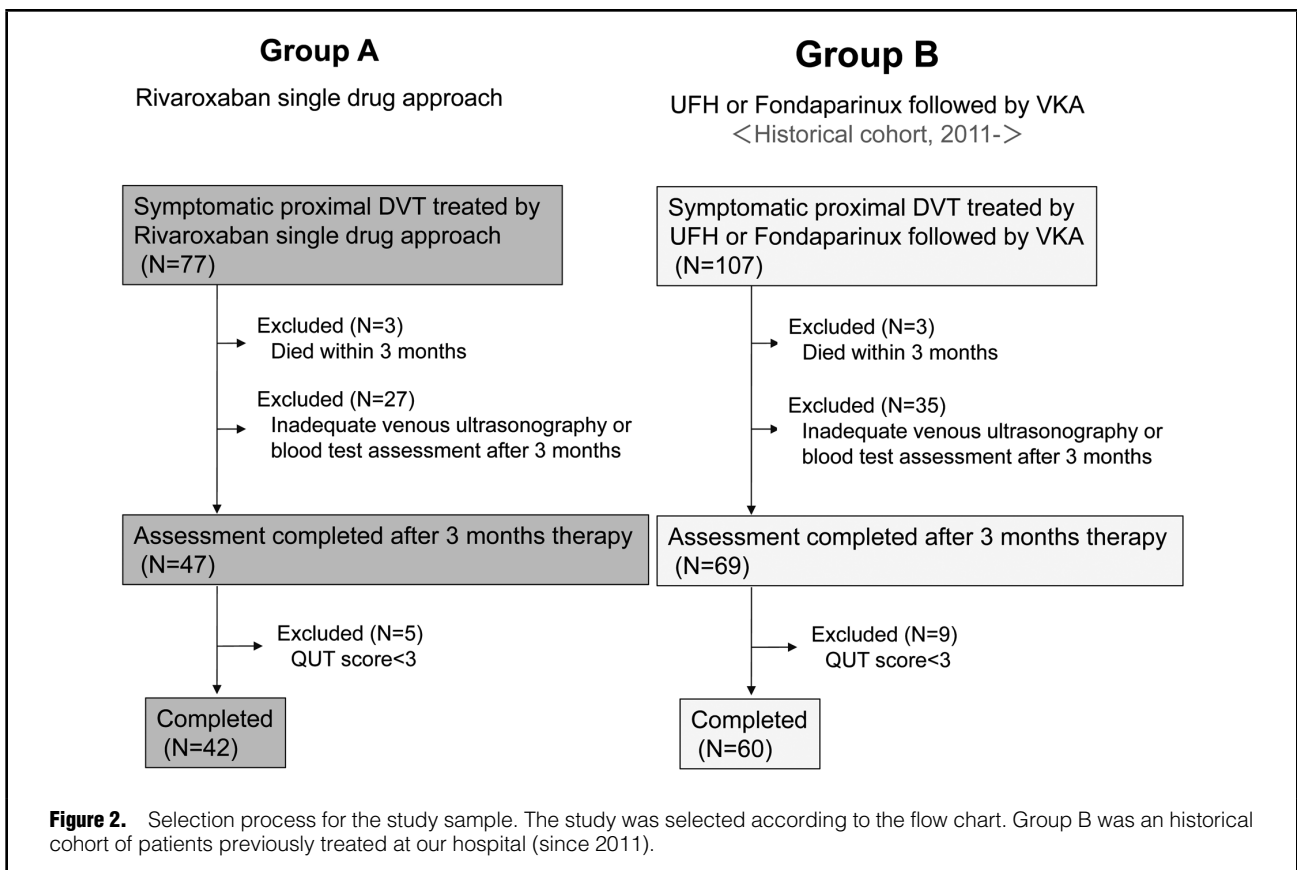 Group A
Rivaroxaban single drug approach
Symptomatic proximal DVT treated by
Rivaroxaban single drug approach
(N=77)
Excluded (N=3)
Died within 3 months
Excluded (N=27)
Inadequate venous ultrasonography or
blood test assessment after 3 months
Assessment completed after 3 months therapy
(N=47)
Excluded (N=5)
QUT score<3
Completed
(N=42)
Group B
UFH or Fondaparinux followed by VKA
<Historical cohort, 2011->
Symptomatic proximal DVT treated by
UFH or Fondaparinux followed by VKA
(N=107)
Excluded (N=3)
Died within 3 months
Excluded (N=35)
Inadequate venous ultrasonography or
blood test assessment after 3 months
Assessment completed after 3 months therapy
(N=69)
Excluded (N=9)
QUT score<3
Completed
(N=60)
Figure 2. Selection process for the study sample. The study was selected according to the flow chart. Group B was an historical
cohort of patients previously treated at our hospital (since 2011).